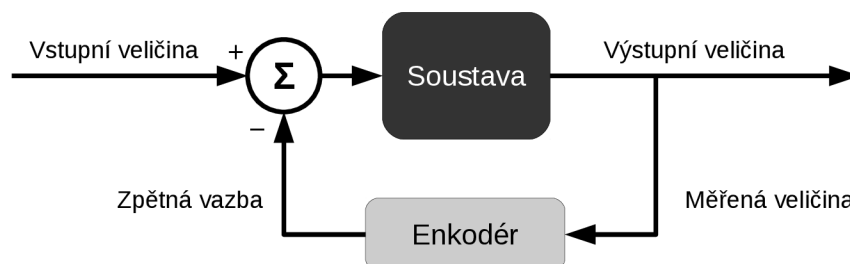 Vstupní veličina
+
Σ
Soustava
Výstupní veličina
−
Zpětná vazba
Enkodér
Měřená veličina